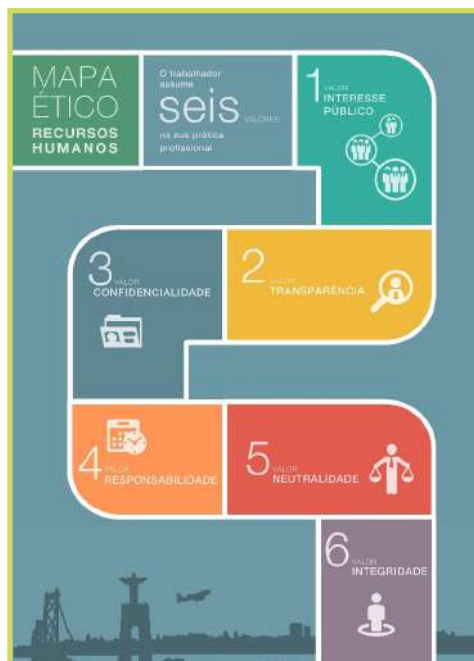 MAPA
ÉTICO
RECURSOS
HUMANOS
O trabalhador
assume
seis VALORES
na sua prática
profissional
1 VALOR
INTERESSE
PÚBLICO
2 VALOR
TRANSPARÊNCIA
3 VALOR
CONFIDENCIALIDADE
4 VALOR
RESPONSABILIDADE
5 VALOR
NEUTRALIDADE
6 VALOR
INTEGRIDADE